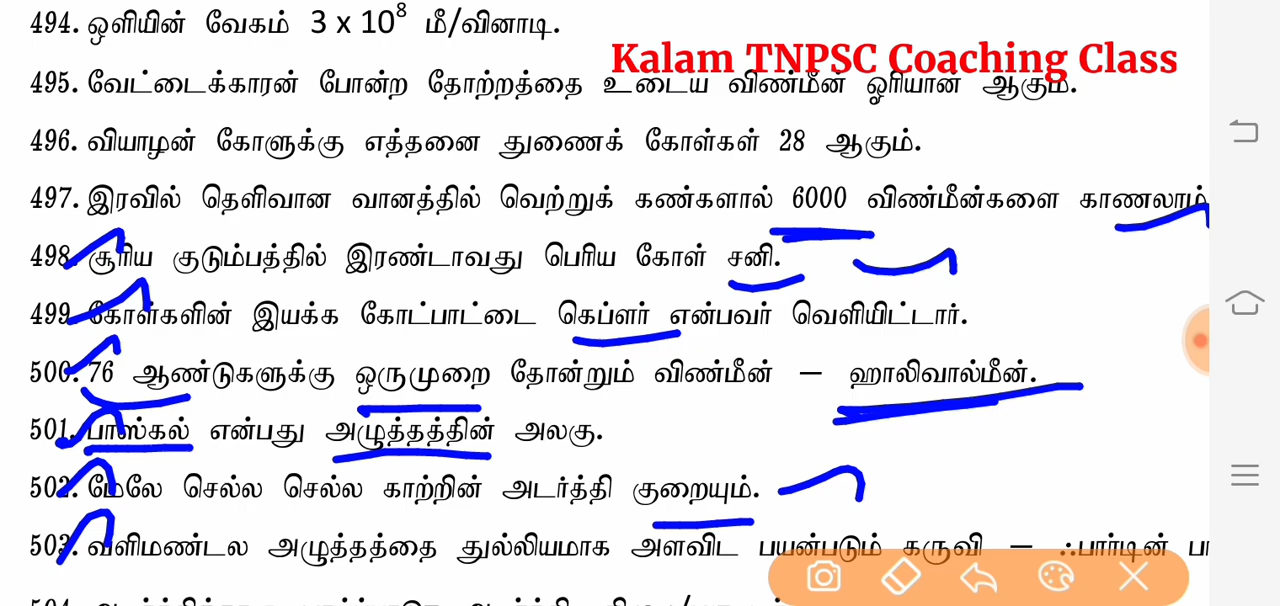 494. ஒளியின் வேகம் 3 x 10⁸ மீ/வினாடி.
Kalam TNPSC Coaching Class
495. வேட்டைக்காரன் போன்ற தோற்றத்தை உடைய விண்மீன் ஓரியான் ஆகும்.
496. வியாழன் கோளுக்கு எத்தனை துணைக் கோள்கள் 28 ஆகும்.
497. இரவில் தெளிவான வானத்தில் வெற்றுக் கண்களால் 6000 விண்மீன்களை காணலாம்
498. சூரிய குடும்பத்தில் இரண்டாவது பெரிய கோள் சனி.
499. கோள்களின் இயக்க கோட்பாட்டை கெப்ளர் என்பவர் வெளியிட்டார்.
500. 76 ஆண்டுகளுக்கு ஒருமுறை தோன்றும் விண்மீன் – ஹாலிவால்மீன்.
501. பாஸ்கல் என்பது அழுத்தத்தின் அலகு.
502. மேலே செல்ல செல்ல காற்றின் அடர்த்தி குறையும்.
503. வளிமண்டல அழுத்தத்தை துல்லியமாக அளவிட பயன்படும் கருவி – ஃபார்டின்